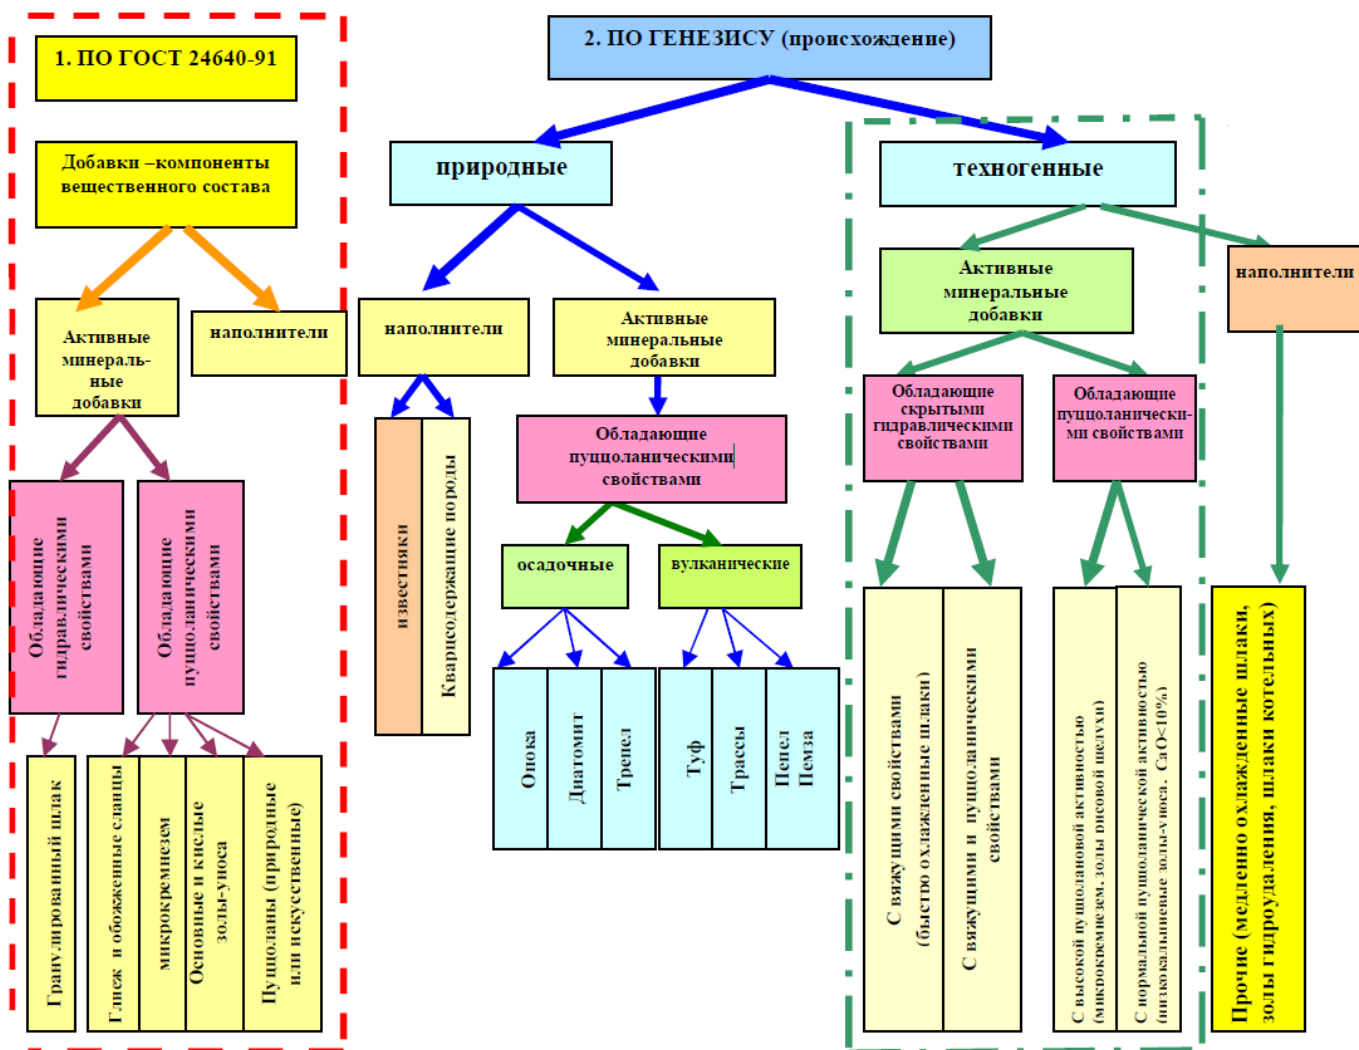 1. ПО ГОСТ 24640-91
Добавки –компоненты
вещественного состава
Активные
минераль-
ные
добавки
наполнители
Обладающие
гидравлическими
свойствами
Обладающие
пуццоланическими
свойствами
Гранулированный шлак
Глиеж и обожженные сланцы
микрокремнезем
Основные и кислые
золы-уноса
Пуццоланы (природные
или искусственные)
2. ПО ГЕНЕЗИСУ (происхождение)
природные
наполнители
известняки
Кварцсодержащие породы
Активные
минеральные
добавки
Обладающие
пуццоланическими
свойствами
осадочные
вулканические
Опока
Диатомит
Трепел
Туф
Трассы
Пепел
Пемза
техногенные
Активные
минеральные
добавки
Обладающие
скрытыми
гидравлическими
свойствами
Обладающие
пуццоланически-
ми свойствами
С вяжущими свойствами
(быстро охлажденные шлаки)
С вяжущими и пуццоланическими
свойствами
С высокой пуццолановой активностью
(микрокремнезем, золы рисовой шелухи)
С нормальной пуццоланической активностью
(низкокальциевые золы-уноса, CaO<10%)
наполнители
Прочие (медленно охлажденные шлаки,
золы гидроудаления, шлаки котельных)